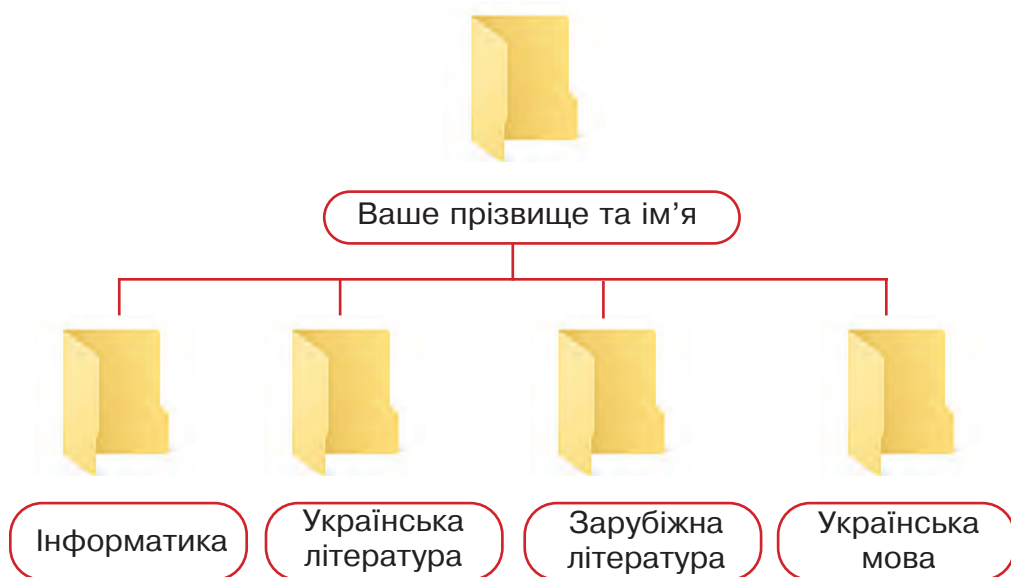 Ваше прізвище та ім’я
Інформатика
Українська
література
Зарубіжна
література
Українська
мова